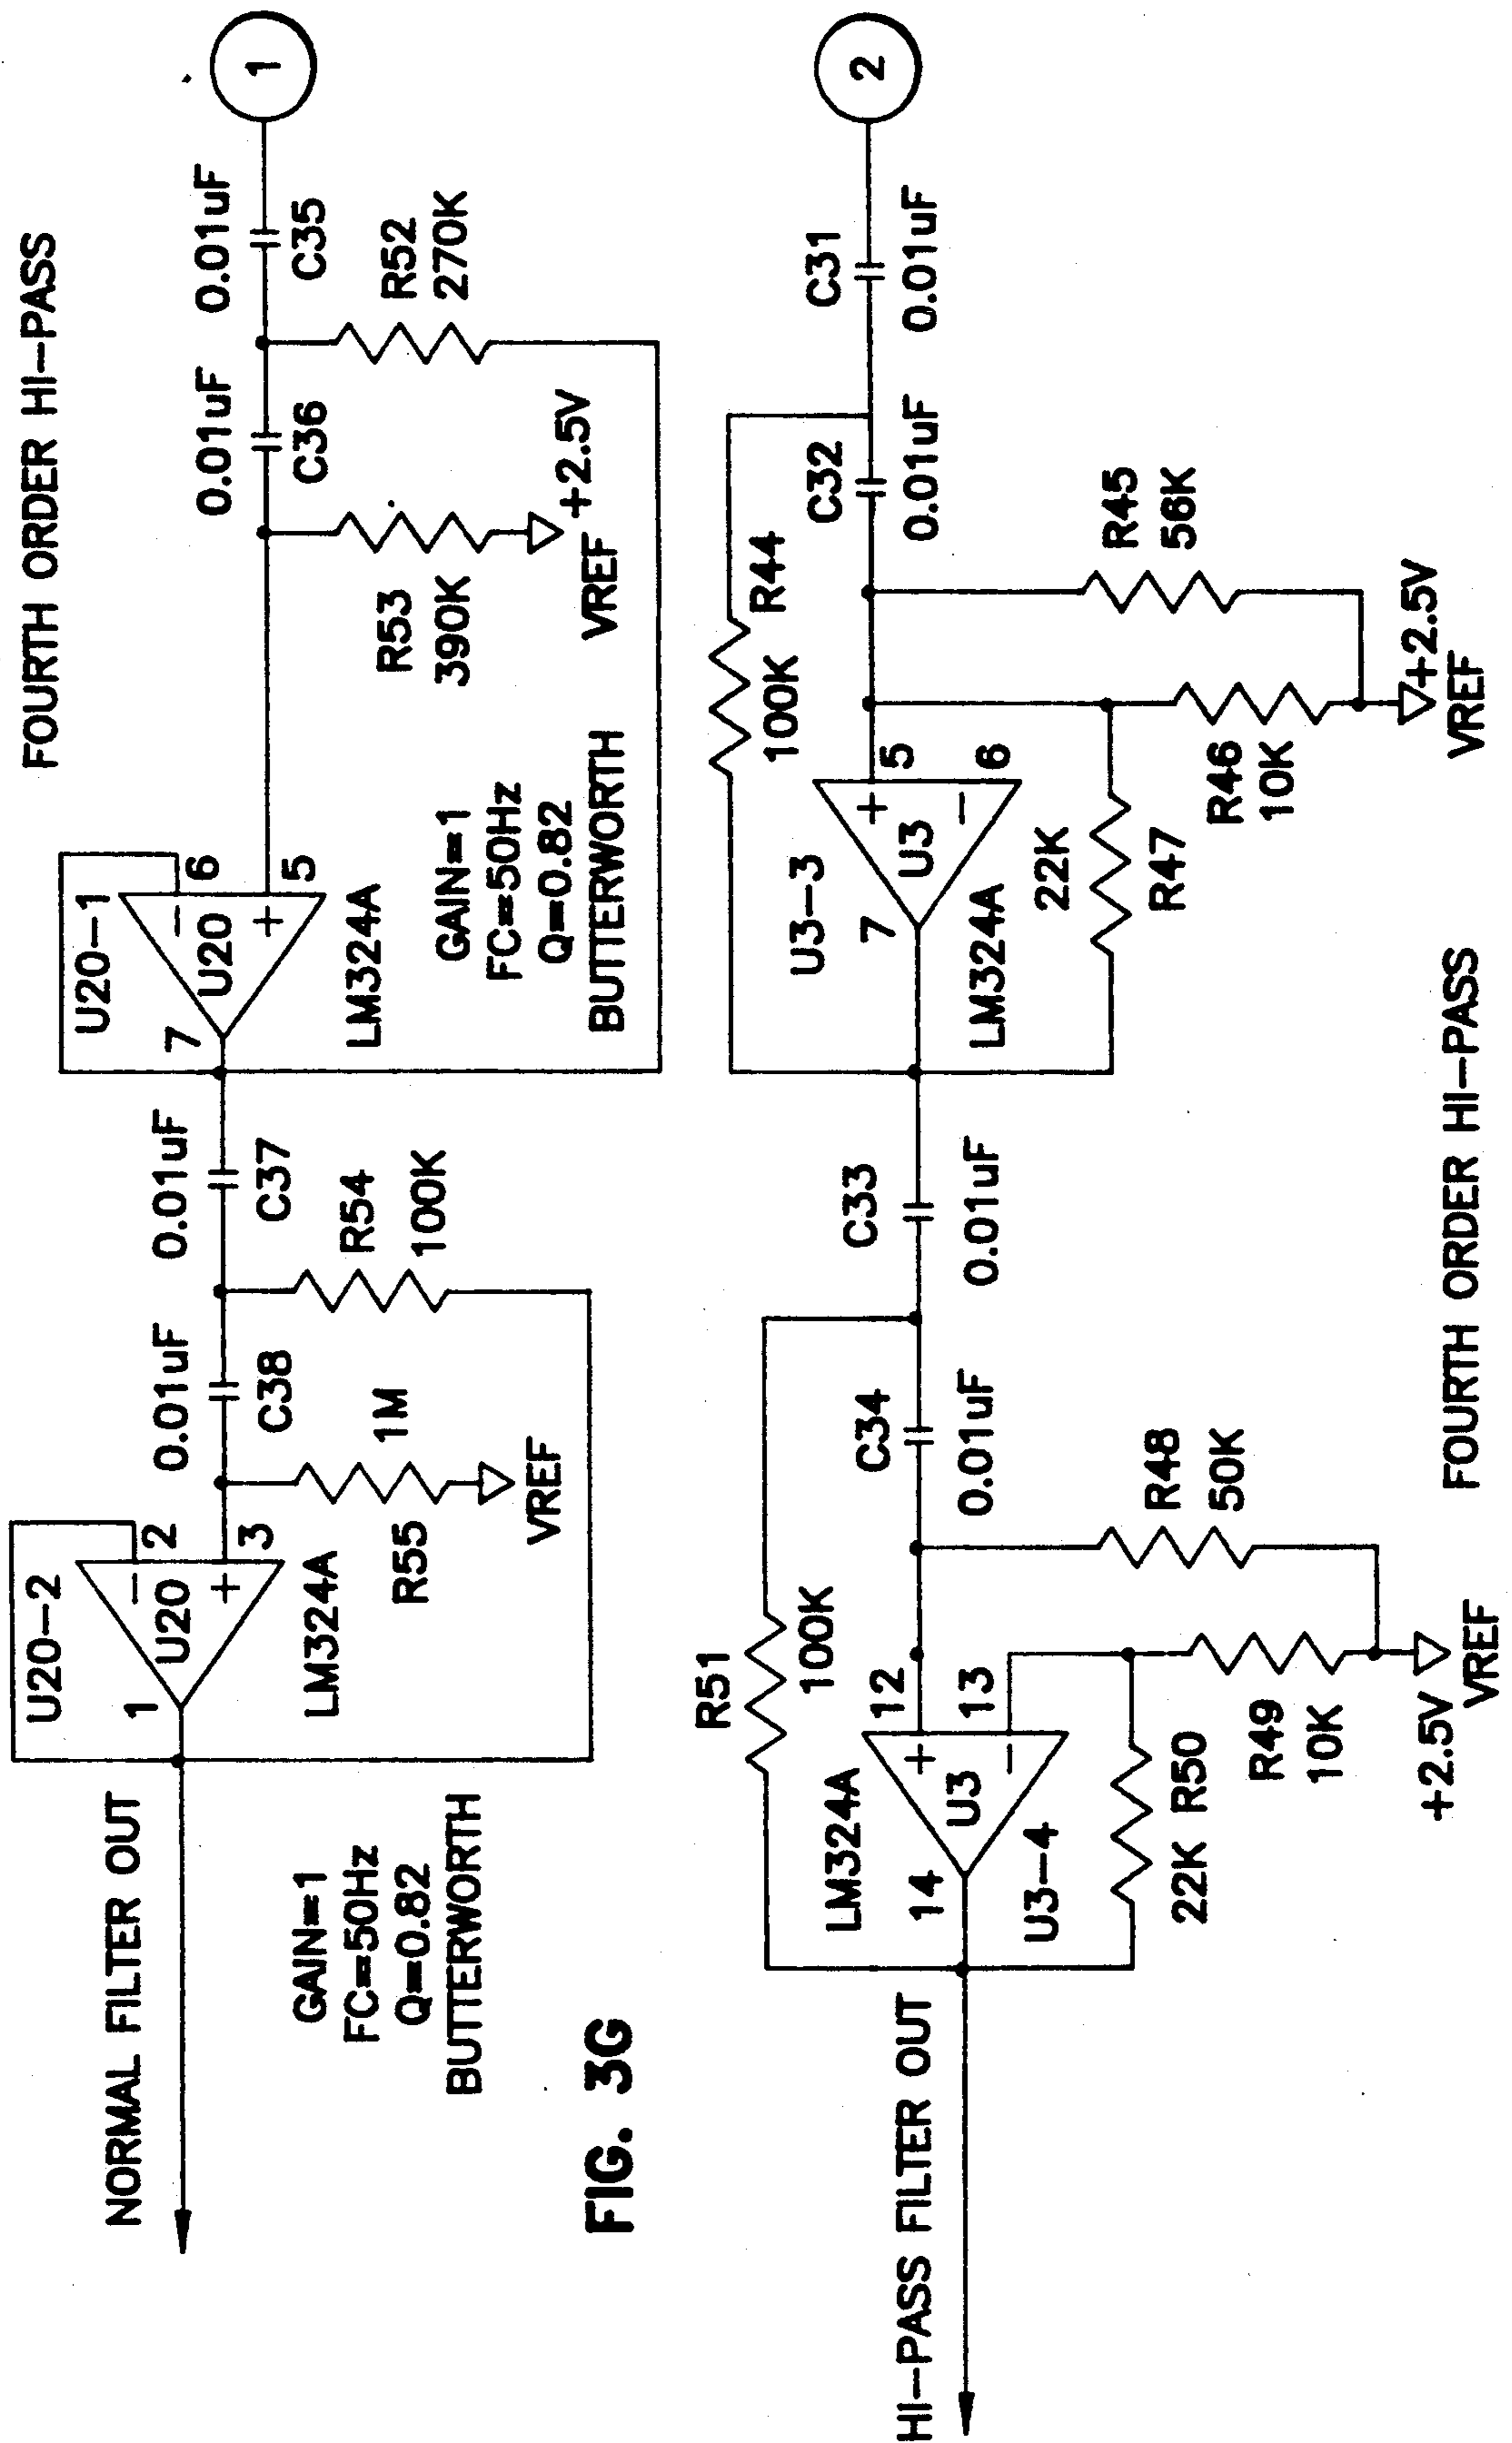 FOURTH ORDER HI-PASS
1
0.01uF
C35
0.01uF
C36
R52
270K
R53
390K
+2.5V
VREF
U20-1
6
5
U20
7
LM324A
GAIN=1
FC=50Hz
Q=0.82
BUTTERWORTH
0.01uF
C37
0.01uF
C38
R54
100K
1M
R55
VREF
U20-2
2
3
U20
1
LM324A
NORMAL FILTER OUT
GAIN=1
FC=50Hz
Q=0.82
BUTTERWORTH
FIG. 3G
2
C31
0.01uF
C32
0.01uF
R44
100K
R45
56K
R46
10K
+2.5V
VREF
5
6
U3
U3-3
7
LM324A
22K
R47
C33
0.01uF
C34
0.01uF
R48
50K
R51
100K
12
13
U3
LM324A
14
U3-4
22K R50
R49
10K
+2.5V
VREF
HI-PASS FILTER OUT
FOURTH ORDER HI-PASS